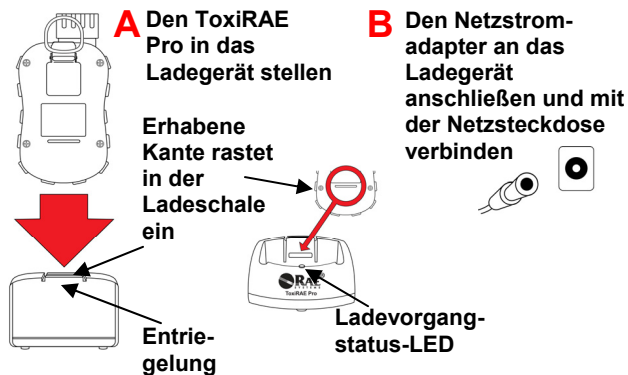 A Den ToxiRAE
Pro in das
Ladegerät stellen
B Den Netzstrom-
adapter an das
Ladegerät
anschließen und mit
der Netzsteckdose
verbinden
Erhabene
Kante rastet
in der
Ladeschale
ein
RAE
SYSTEMS
ToxiRAE Pro
Entrie-
gelung
Ladevorgang-
status-LED